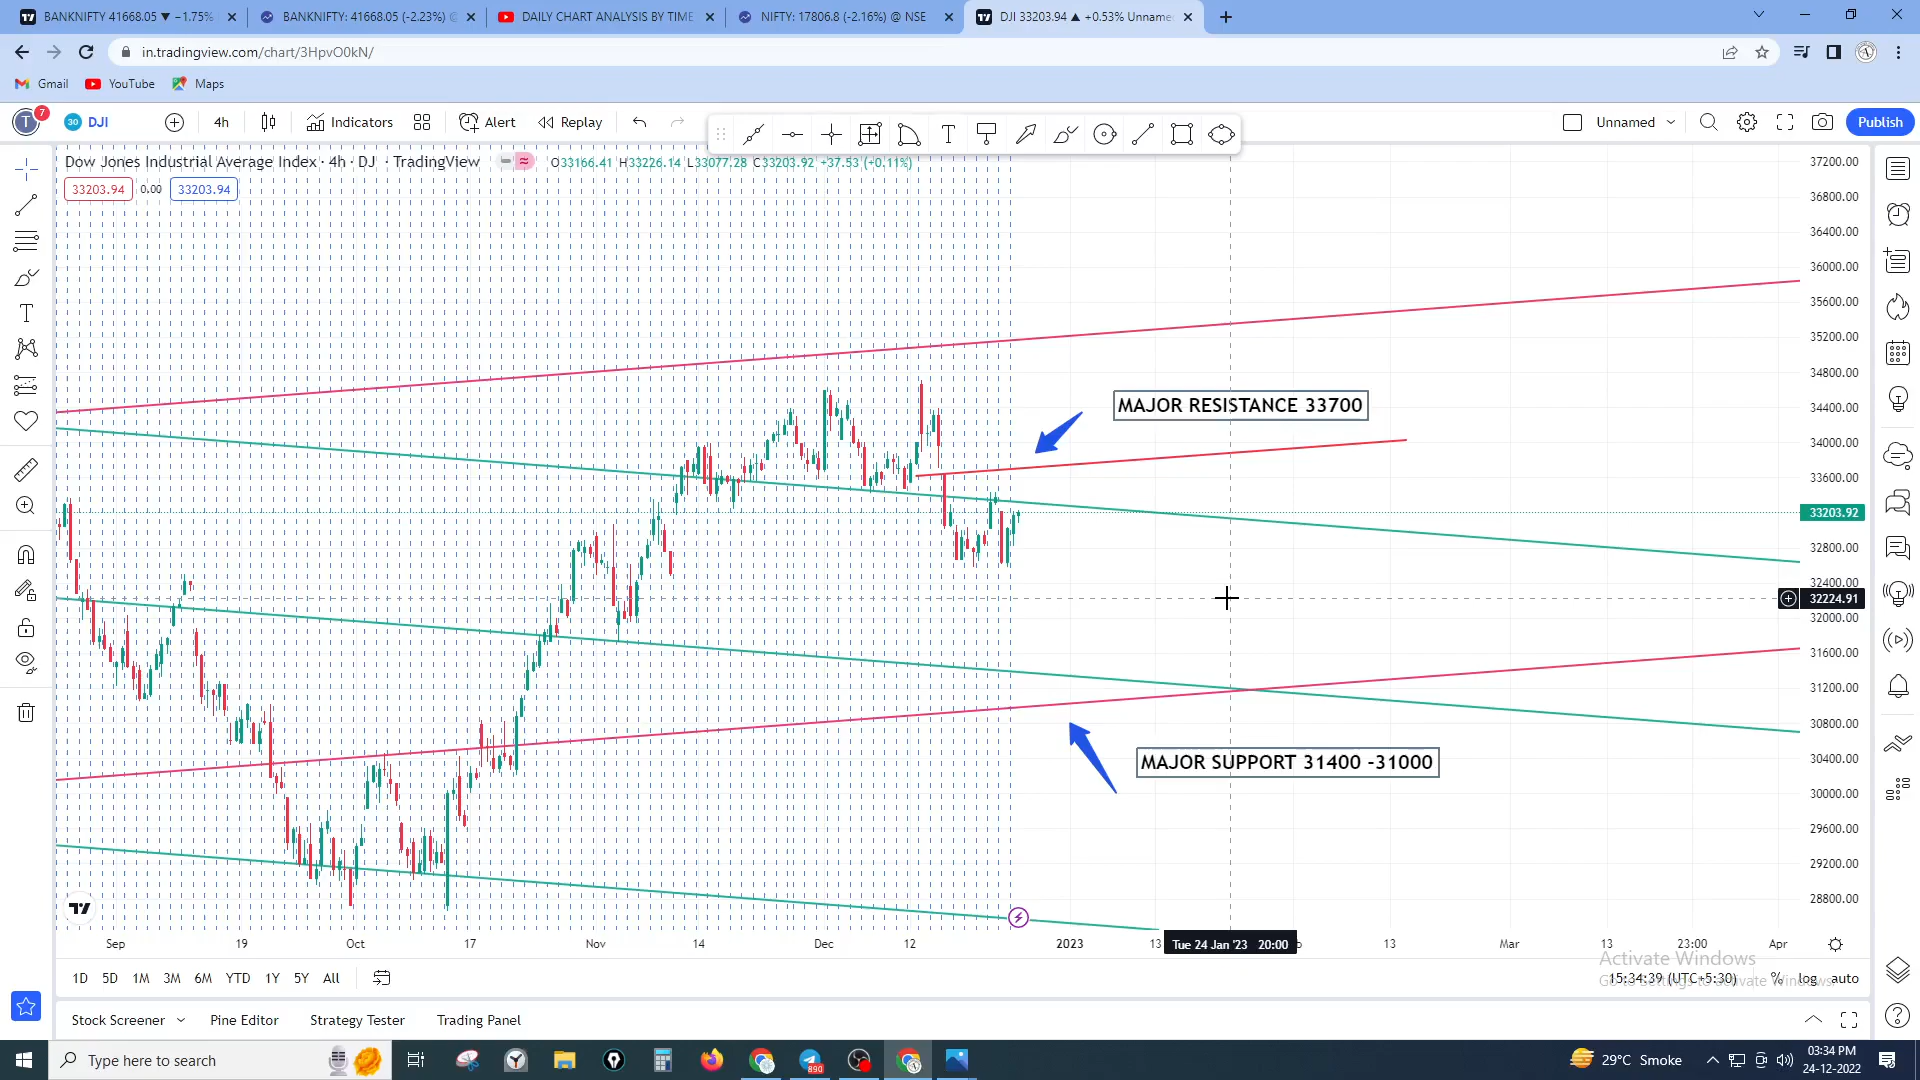 BANKNIFTY 41668.05 ▼ −1.75%
BANKNIFTY: 41668.05 (-2.23%)
DAILY CHART ANALYSIS BY TIME
NIFTY: 17806.8 (-2.16%) @ NSE
DJI 33203.94 ▲ +0.53% Unname
in.tradingview.com/chart/3HpvO0kN/
Gmail YouTube Maps
T 7 30 DJI 4h Indicators Alert Replay Unnamed Publish
Dow Jones Industrial Average Index · 4h · DJ · TradingView O33166.41 H33226.14 L33077.28 C33203.92 +37.53 (+0.11%)
33203.94 0.00 33203.94
37200.00
36800.00
36400.00
36000.00
35600.00
35200.00
34800.00
34400.00
MAJOR RESISTANCE 33700
34000.00
33600.00
33203.92
32800.00
32400.00
32224.91
32000.00
31600.00
31200.00
30800.00
MAJOR SUPPORT 31400 -31000
30400.00
30000.00
29600.00
29200.00
28800.00
Sep 19 Oct 17 Nov 14 Dec 12 2023 13 Tue 24 Jan '23 20:00 13 Mar 13 23:00 Apr
Activate Windows
1D 5D 1M 3M 6M YTD 1Y 5Y All 15:34:39 (UTC+5:30) % log auto
Go to Settings to activate Windows.
Stock Screener Pine Editor Strategy Tester Trading Panel
Type here to search
890
29°C Smoke
03:34 PM
24-12-2022